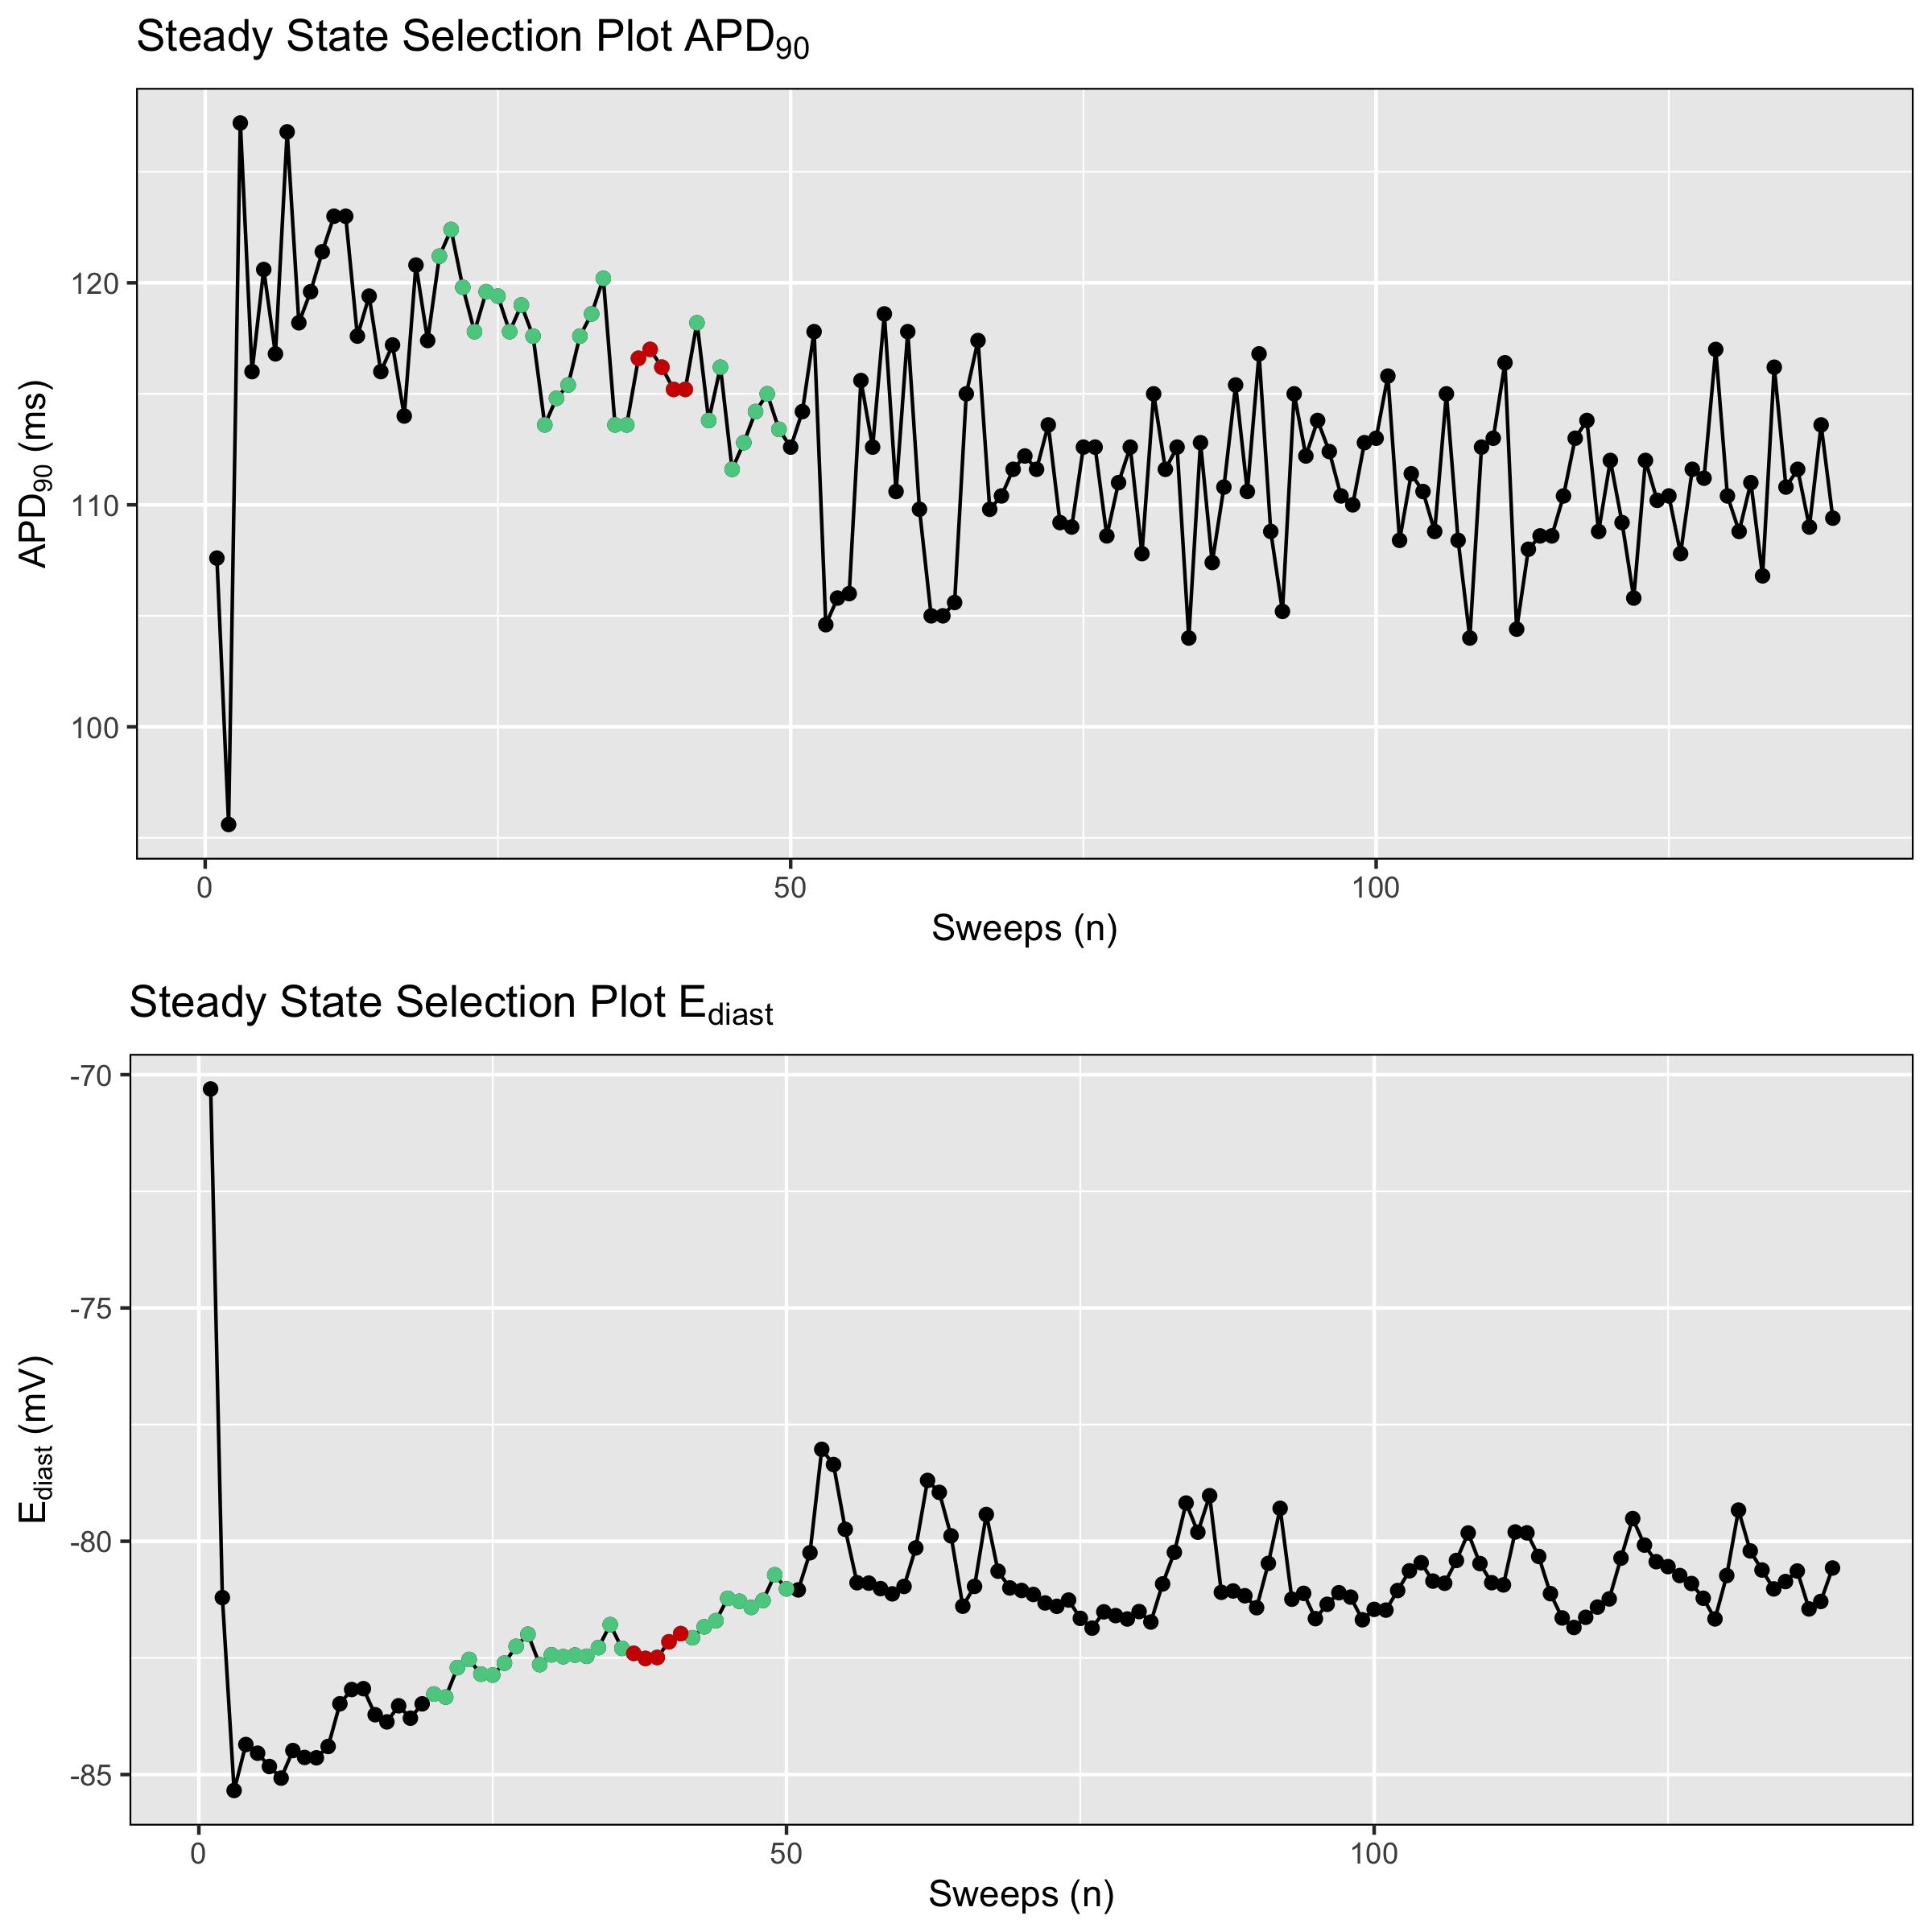 Steady State Selection Plot APD90
120
110
100
APD90 (ms)
0 50 100
Sweeps (n)
Steady State Selection Plot Ediast
-70
-75
-80
-85
Ediast (mV)
0 50 100
Sweeps (n)